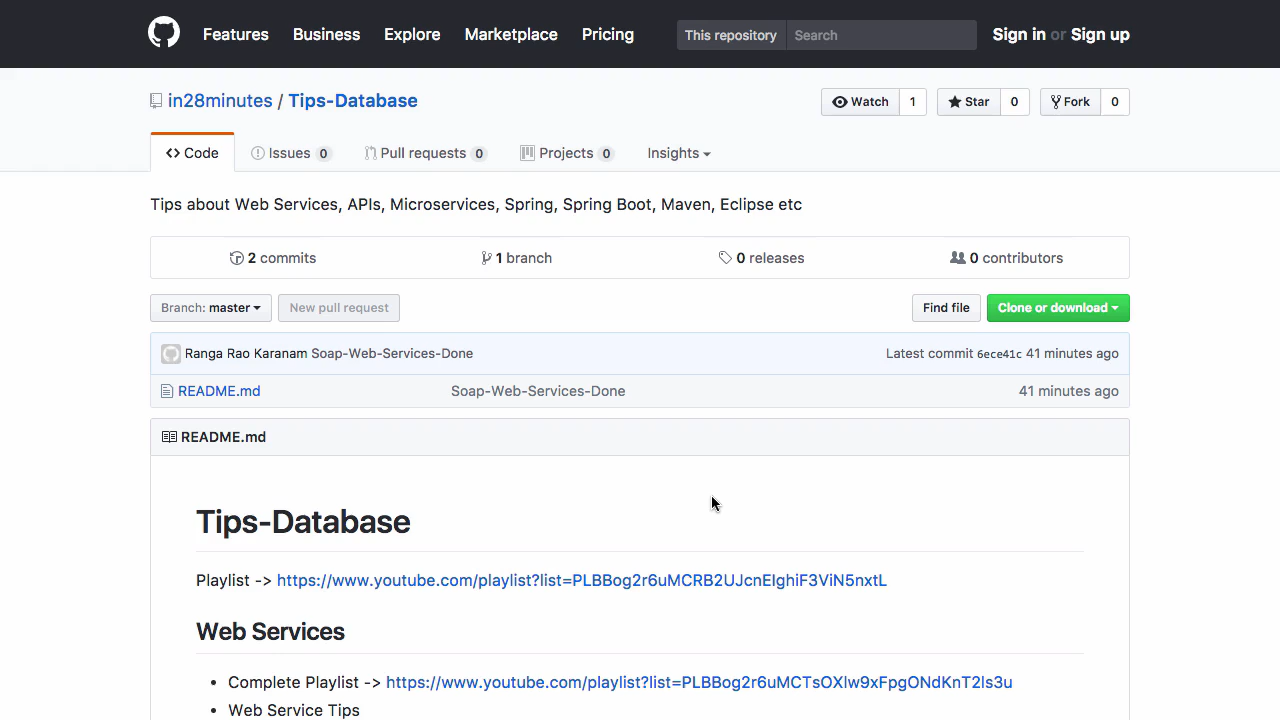 Features Business Explore Marketplace Pricing This repository Search Sign in or Sign up
in28minutes / Tips-Database Watch 1 Star 0 Fork 0
Code Issues 0 Pull requests 0 Projects 0 Insights
Tips about Web Services, APIs, Microservices, Spring, Spring Boot, Maven, Eclipse etc
2 commits 1 branch 0 releases 0 contributors
Branch: master New pull request Find file Clone or download
Ranga Rao Karanam Soap-Web-Services-Done Latest commit 6ece41c 41 minutes ago
README.md Soap-Web-Services-Done 41 minutes ago
README.md
Tips-Database
Playlist -> https://www.youtube.com/playlist?list=PLBBog2r6uMCRB2UJcnEIghiF3ViN5nxtL
Web Services
• Complete Playlist -> https://www.youtube.com/playlist?list=PLBBog2r6uMCTsOXlw9xFpgONdKnT2ls3u
• Web Service Tips